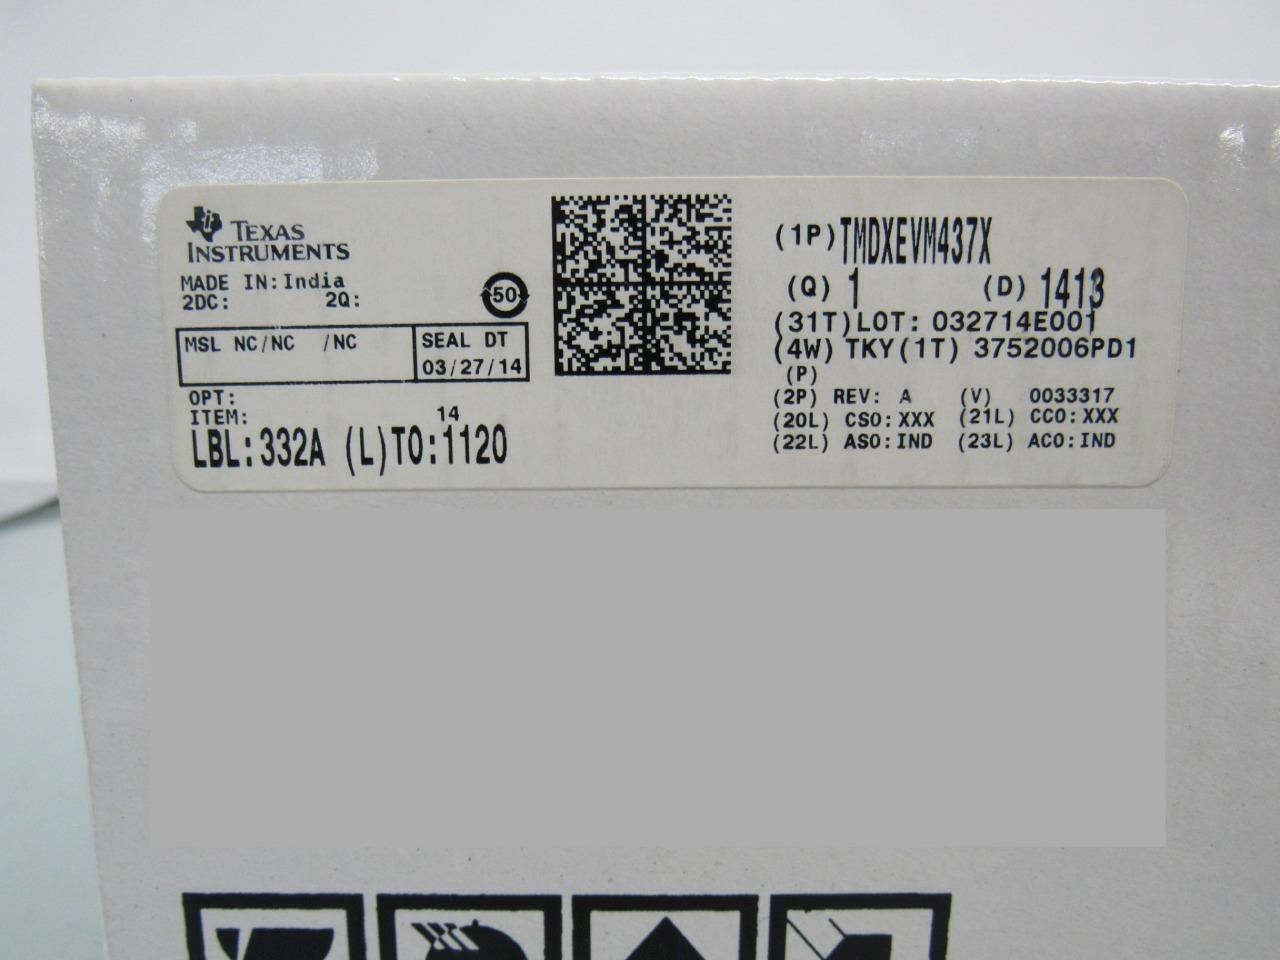 TEXAS
INSTRUMENTS
MADE IN:India
2DC: 2Q:
50
MSL NC/NC /NC
SEAL DT
03/27/14
OPT:
ITEM: 14
LBL:332A (L)TO:1120
(1P)TMDXEVM437X
(Q) 1 (D) 1413
(31T)LOT: 032714E001
(4W) TKY(1T) 3752006PD1
(P)
(2P) REV: A (V) 0033317
(20L) CSO:XXX (21L) CCO:XXX
(22L) ASO:IND (23L) ACO:IND